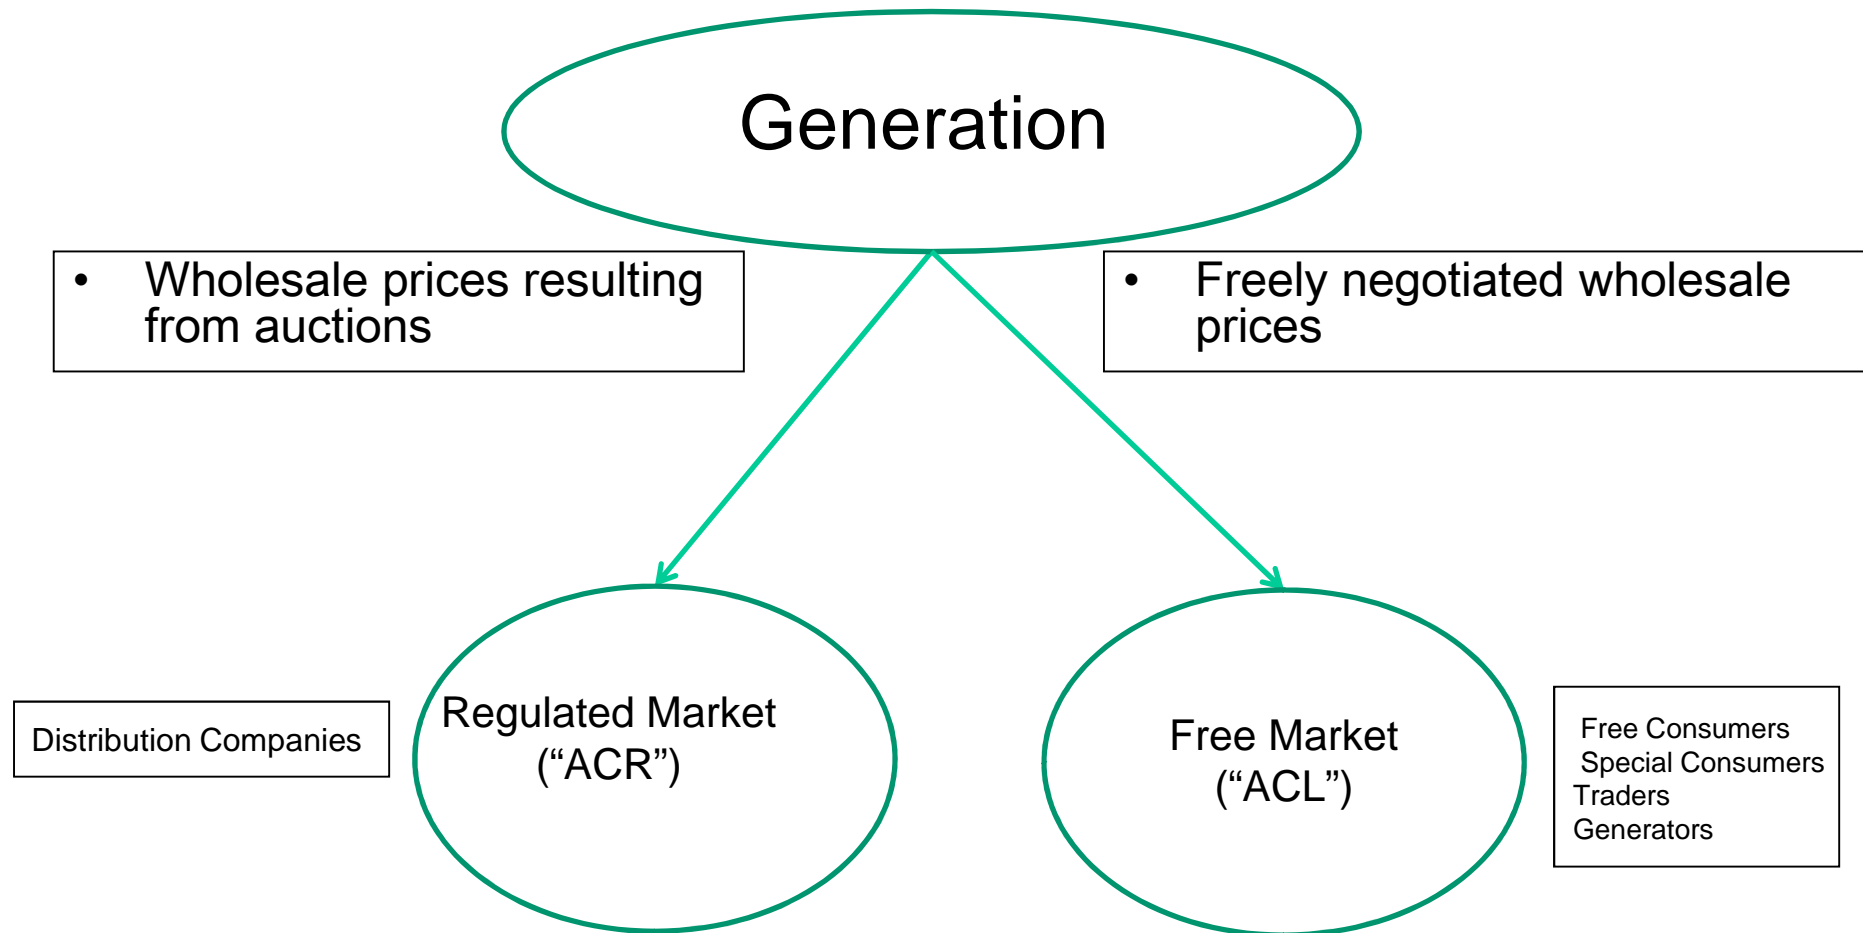 Generation
• Wholesale prices resulting
from auctions
• Freely negotiated wholesale
prices
Distribution Companies
Regulated Market
(“ACR”)
Free Market
(“ACL”)
Free Consumers
Special Consumers
Traders
Generators